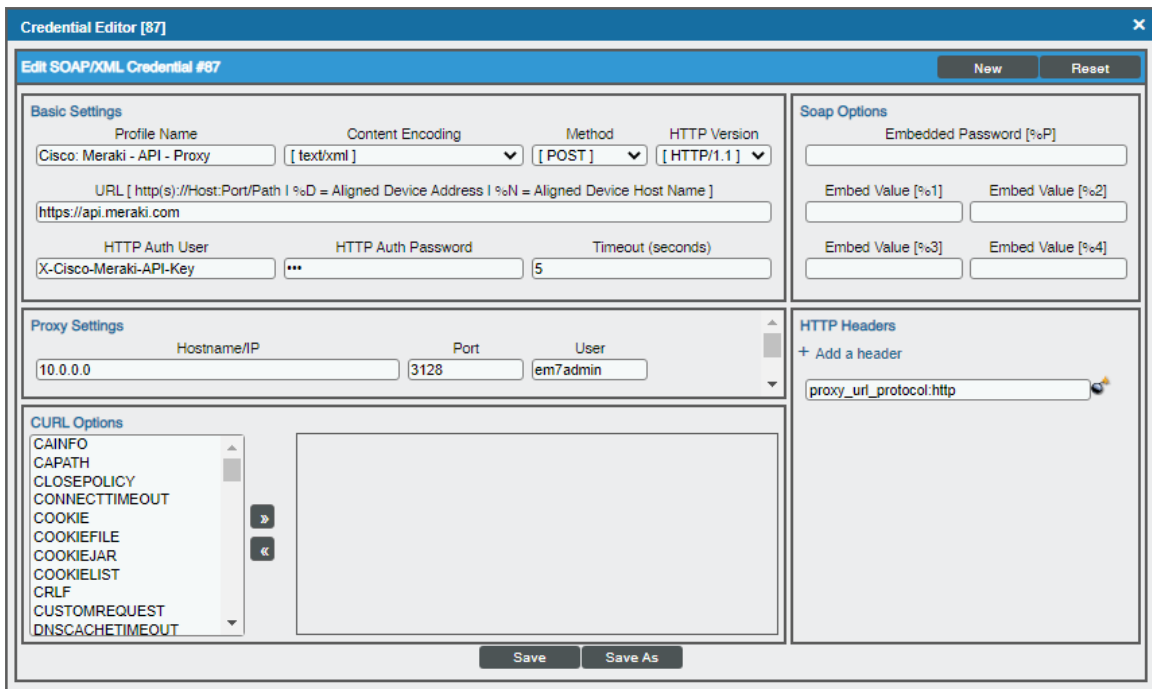 Credential Editor [87]
Edit SOAP/XML Credential #87
New Reset
Basic Settings
Profile Name Content Encoding Method HTTP Version
Cisco: Meraki - API - Proxy [ text/xml ] [ POST ] [ HTTP/1.1 ]
URL [ http(s)://Host:Port/Path | %D = Aligned Device Address | %N = Aligned Device Host Name ]
https://api.meraki.com
HTTP Auth User HTTP Auth Password Timeout (seconds)
X-Cisco-Meraki-API-Key ••• 5
Soap Options
Embedded Password [%P]
Embed Value [%1] Embed Value [%2]
Embed Value [%3] Embed Value [%4]
Proxy Settings
Hostname/IP Port User
10.0.0.0 3128 em7admin
HTTP Headers
+ Add a header
proxy_url_protocol:http
CURL Options
CAINFO
CAPATH
CLOSEPOLICY
CONNECTTIMEOUT
COOKIE
COOKIEFILE
COOKIEJAR
COOKIELIST
CRLF
CUSTOMREQUEST
DNSCACHETIMEOUT
»
«
Save Save As